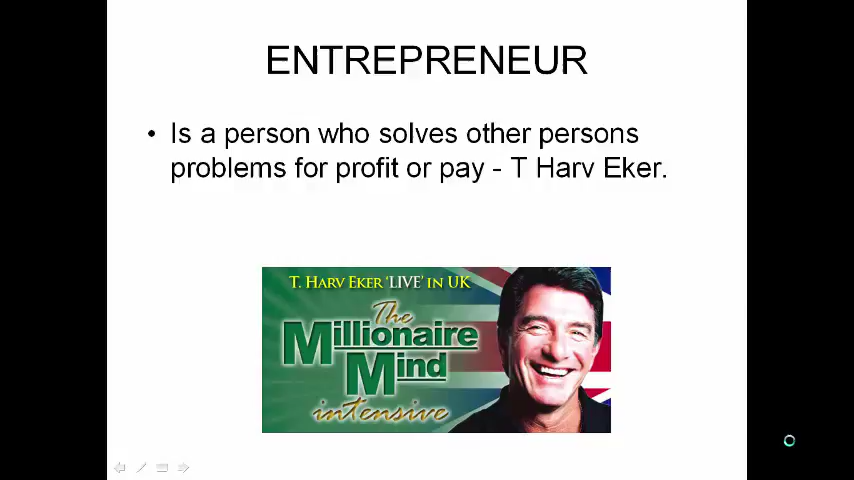 ENTREPRENEUR
• Is a person who solves other persons
problems for profit or pay - T Harv Eker.
T. HARV EKER 'LIVE' IN UK
The
Millionaire
Mind
intensive